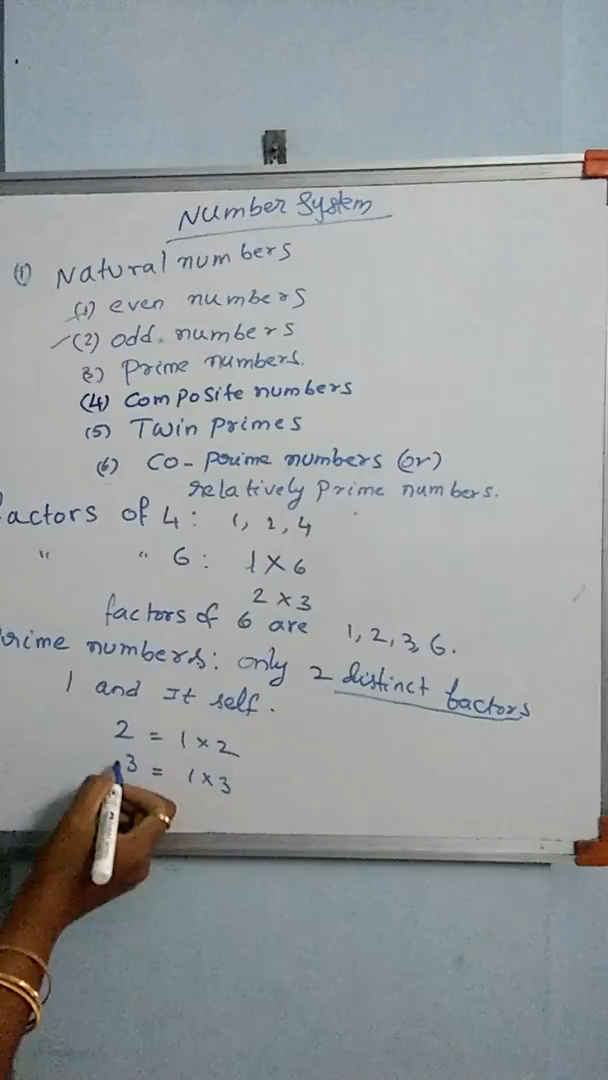 Number System
(1) Natural numbers
(1) even numbers
(2) odd. numbers
3) Prime numbers.
(4) Composite numbers
(5) Twin primes
(6) co-prime numbers (or)
relatively prime numbers.
actors of 4: 1, 2, 4
" " 6: 1 × 6
2 × 3
factors of 6 are 1, 2, 3, 6.
rime numbers: only 2 distinct factors
1 and It self.
2 = 1 × 2
3 = 1 × 3